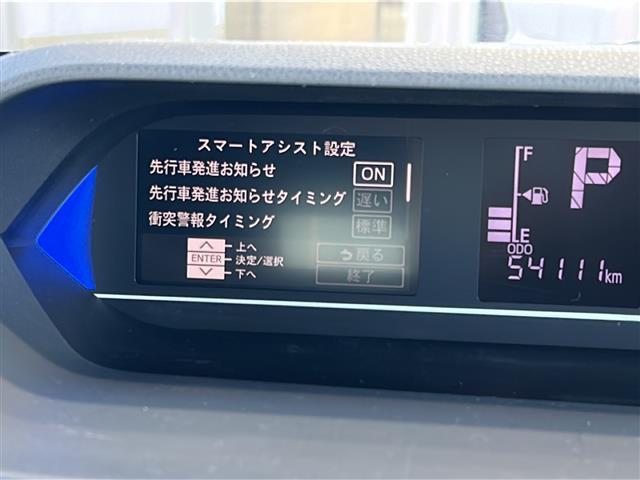 スマートアシスト設定
先行車発進お知らせ ON
先行車発進お知らせタイミング 遅い
衝突警報タイミング 標準
上へ
ENTER 決定/選択
下へ
戻る
終了
F
E
P
ODO
54111km